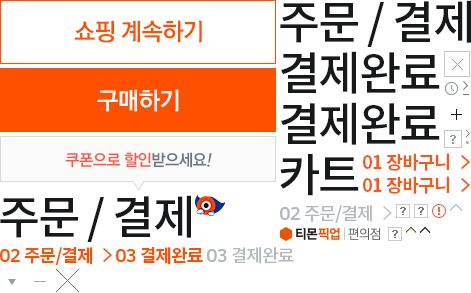 쇼핑 계속하기
구매하기
쿠폰으로 할인받으세요!
주문 / 결제
02 주문/결제
03 결제완료
03 결제완료
주문 / 결제
결제완료
결제완료
카트
01 장바구니
01 장바구니
02 주문/결제
? ? !
티몬픽업 편의점 ?
?